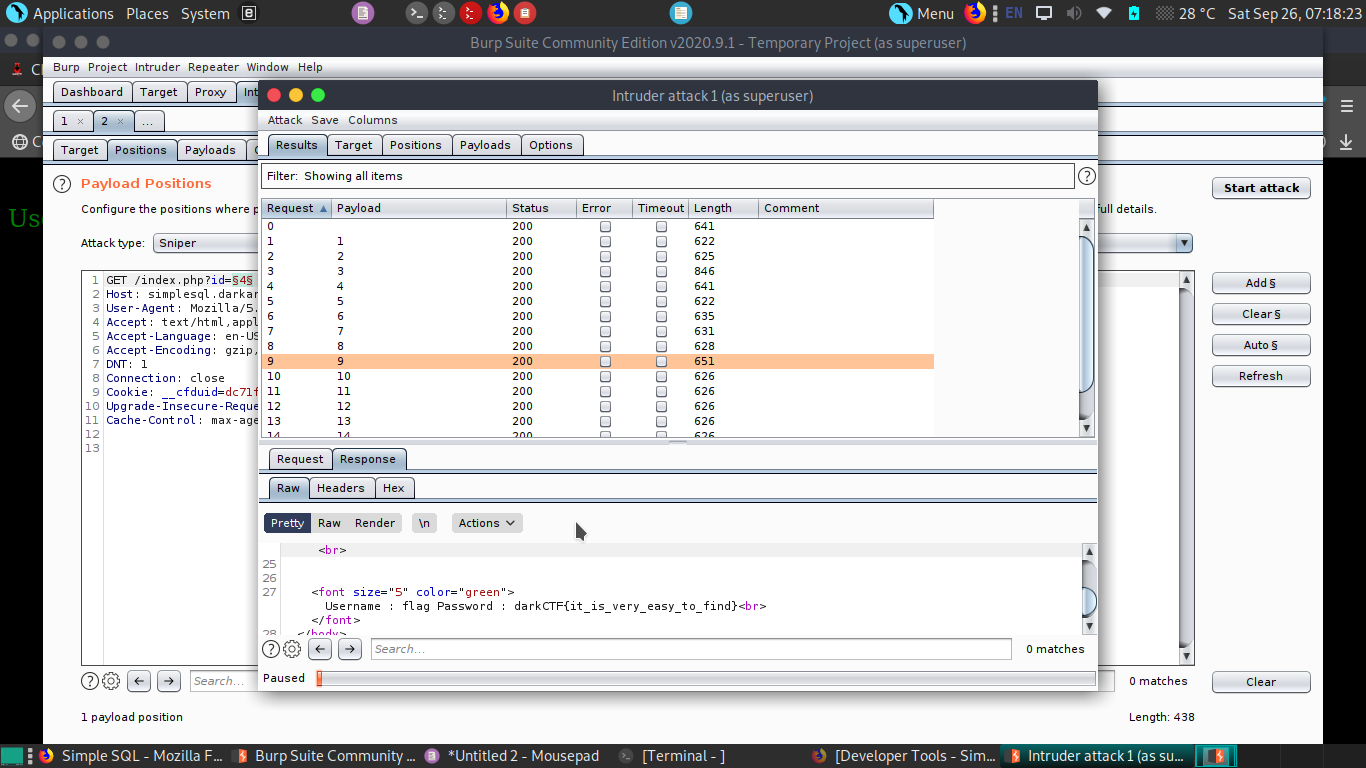 Applications Places System Menu EN 28 °C Sat Sep 26, 07:18:23
Burp Suite Community Edition v2020.9.1 - Temporary Project (as superuser)
Burp Project Intruder Repeater Window Help
Dashboard Target Proxy Int
1 × 2 × ...
Target Positions Payloads
? Payload Positions
Start attack
Configure the positions where p
full details.
Attack type: Sniper
1 GET /index.php?id=§4§
2 Host: simplesql.darkar
3 User-Agent: Mozilla/5.
4 Accept: text/html,appl
5 Accept-Language: en-US
6 Accept-Encoding: gzip,
7 DNT: 1
8 Connection: close
9 Cookie: __cfduid=dc71f
10 Upgrade-Insecure-Reque
11 Cache-Control: max-age
12
13
Add §
Clear §
Auto §
Refresh
? Search...
0 matches
Clear
1 payload position
Length: 438
Intruder attack 1 (as superuser)
Attack Save Columns
Results Target Positions Payloads Options
Filter: Showing all items ?
Request Payload Status Error Timeout Length Comment
0 200 641
1 1 200 622
2 2 200 625
3 3 200 846
4 4 200 641
5 5 200 622
6 6 200 635
7 7 200 631
8 8 200 628
9 9 200 651
10 10 200 626
11 11 200 626
12 12 200 626
13 13 200 626
14 14 200 626
Request Response
Raw Headers Hex
Pretty Raw Render \n Actions
<br>
25
26
27 <font size="5" color="green">
Username : flag Password : darkCTF{it_is_very_easy_to_find}<br>
</font>
28 </body>
? Search... 0 matches
Paused
Simple SQL - Mozilla F... Burp Suite Community ... *Untitled 2 - Mousepad [Terminal - ] [Developer Tools - Sim... Intruder attack 1 (as su...